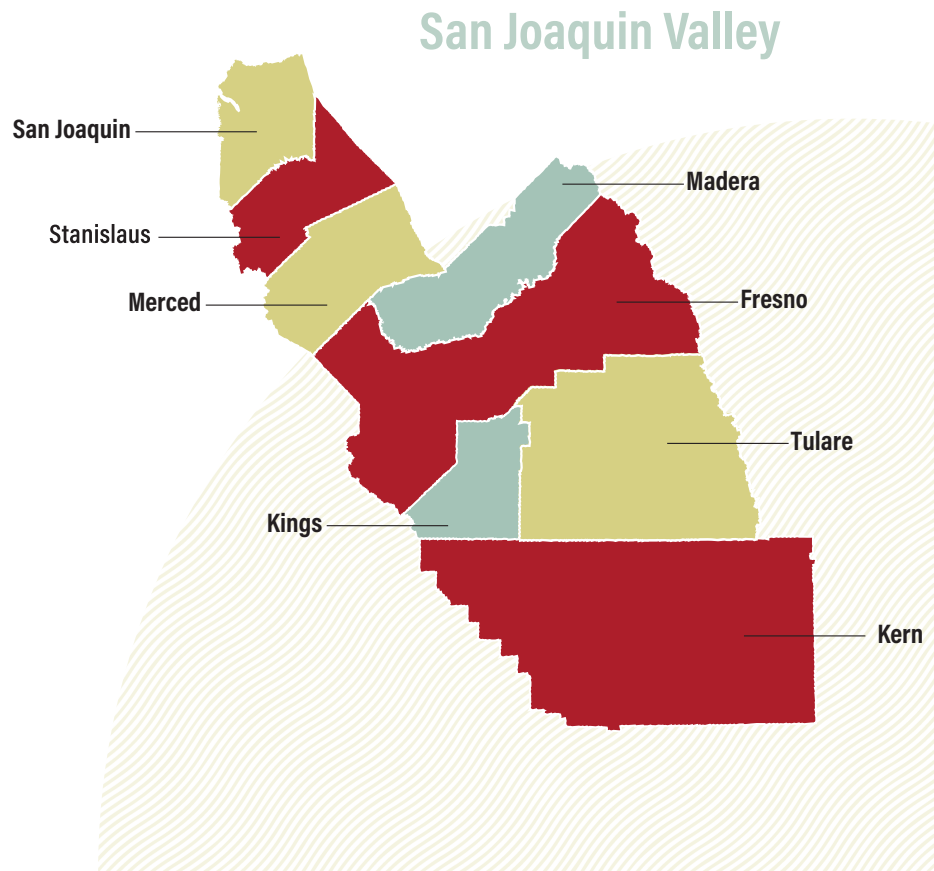 San Joaquin Valley
San Joaquin
Madera
Stanislaus
Merced
Fresno
Tulare
Kings
Kern